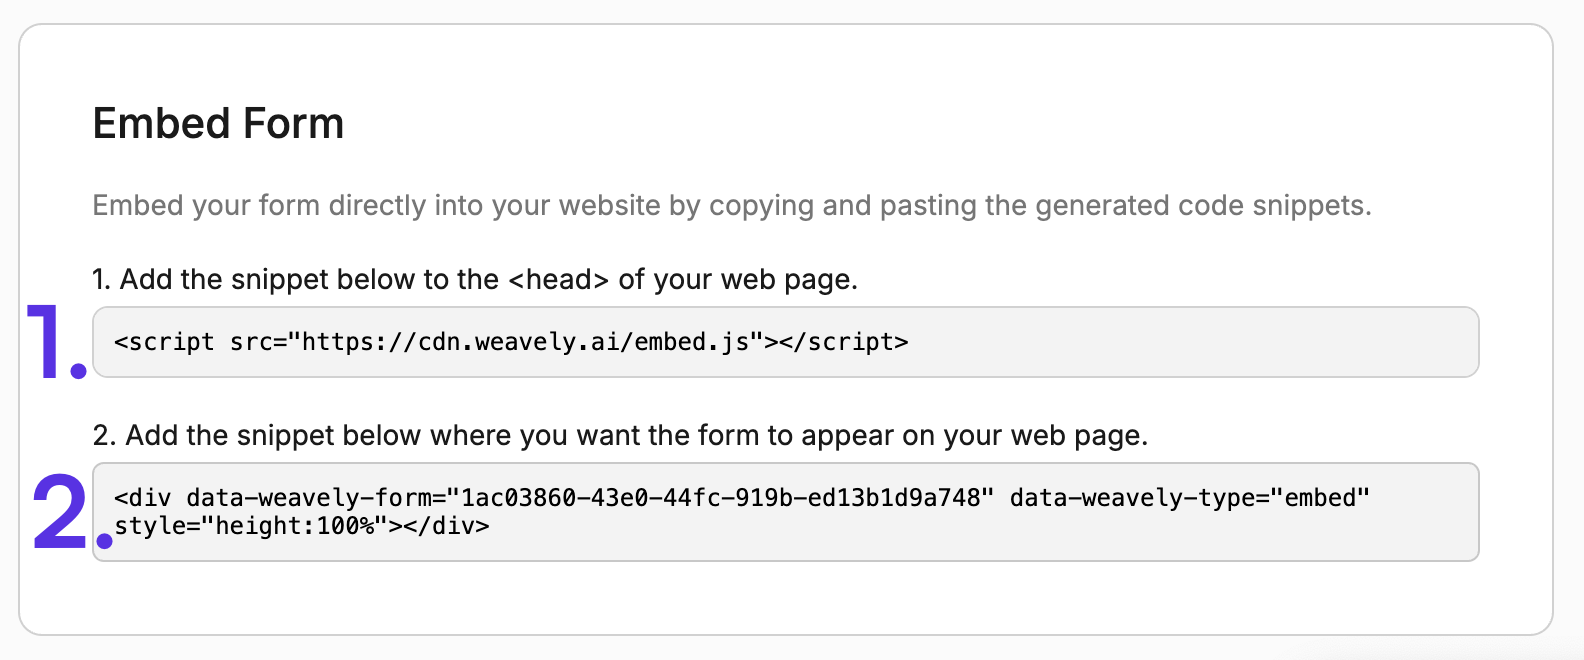 Embed Form
Embed your form directly into your website by copying and pasting the generated code snippets.
1. Add the snippet below to the <head> of your web page.
1.
<script src="https://cdn.weavely.ai/embed.js"></script>
2. Add the snippet below where you want the form to appear on your web page.
2.
<div data-weavely-form="1ac03860-43e0-44fc-919b-ed13b1d9a748" data-weavely-type="embed"
style="height:100%"></div>